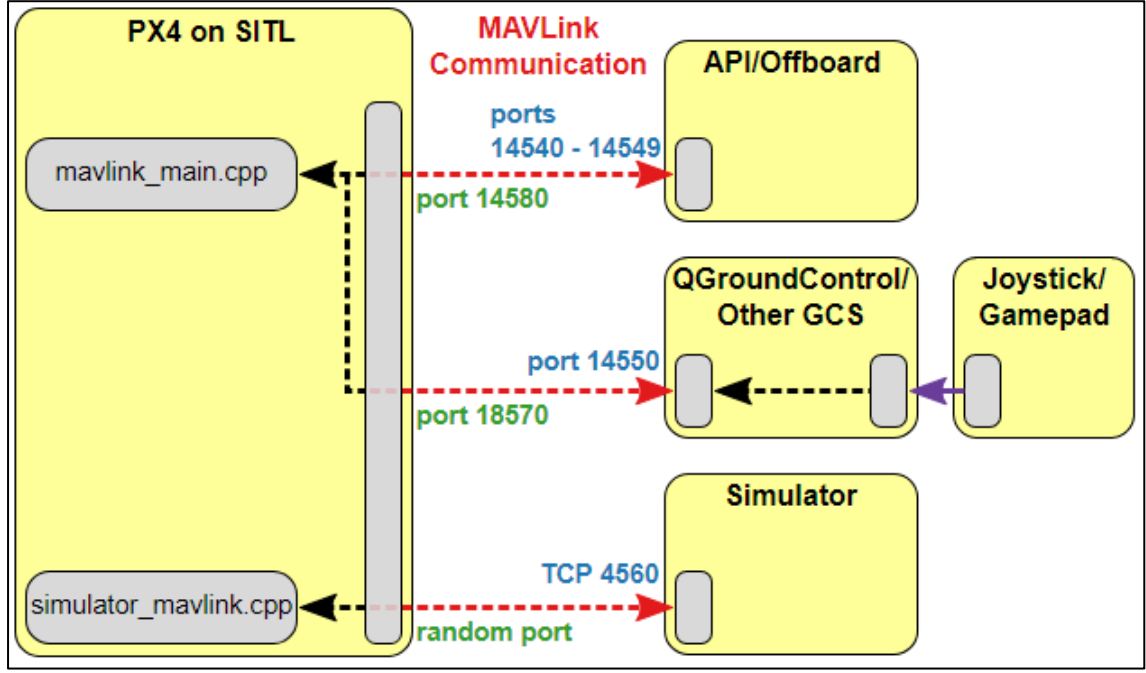 PX4 on SITL
MAVLink
Communication
API/Offboard
ports
14540 - 14549
mavlink_main.cpp
port 14580
QGroundControl/
Other GCS
Joystick/
Gamepad
port 14550
port 18570
Simulator
TCP 4560
simulator_mavlink.cpp
random port